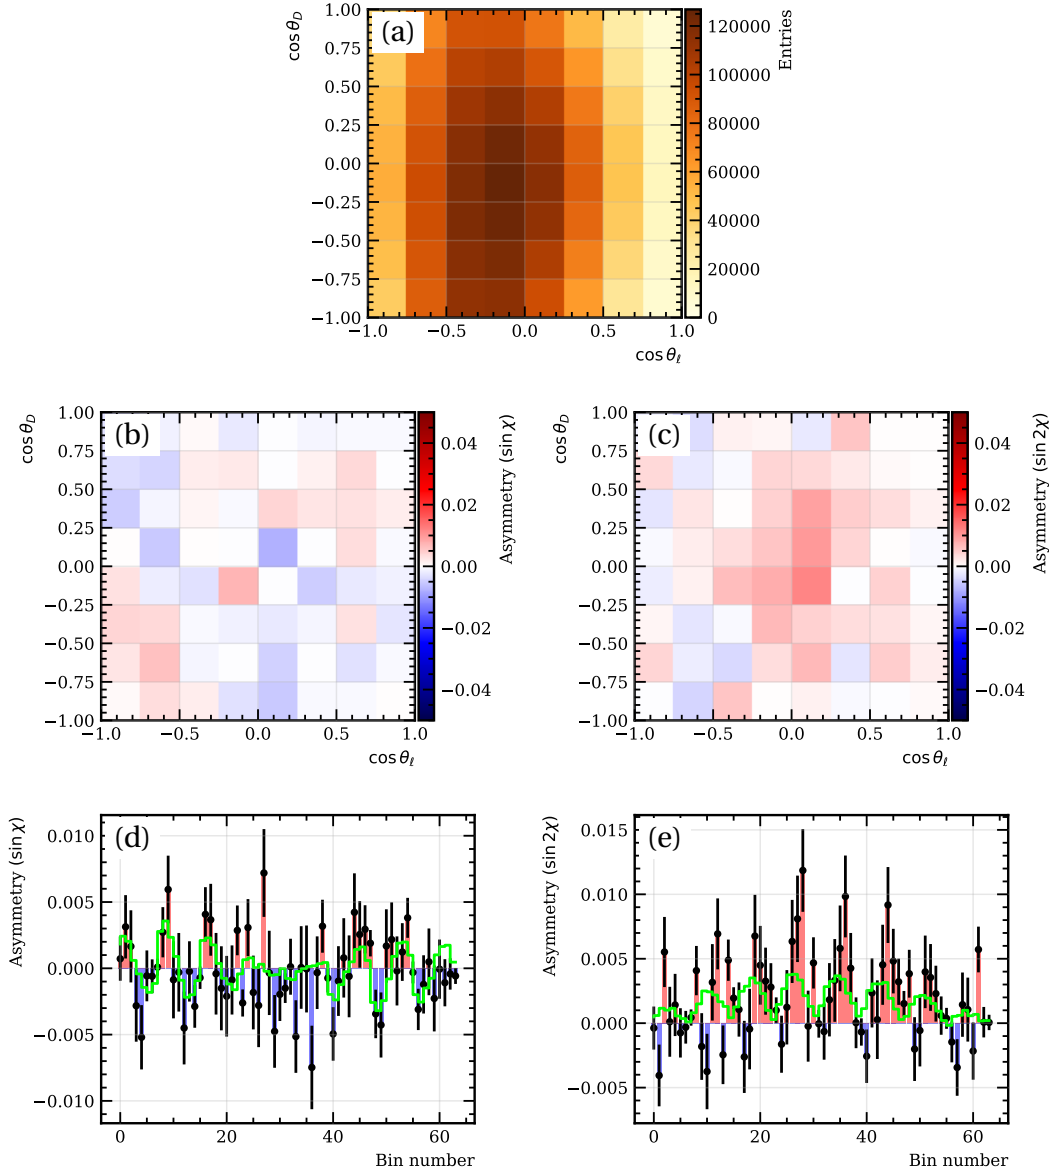 (a)
cos θ_D
1.00
0.75
0.50
0.25
0.00
−0.25
−0.50
−0.75
−1.00
−1.0 −0.5 0.0 0.5 1.0
cos θ_ℓ
120000
100000
80000
60000
40000
20000
0
Entries
(b)
cos θ_D
1.00
0.75
0.50
0.25
0.00
−0.25
−0.50
−0.75
−1.00
−1.0 −0.5 0.0 0.5 1.0
cos θ_ℓ
0.04
0.02
0.00
−0.02
−0.04
Asymmetry (sin χ)
(c)
cos θ_D
1.00
0.75
0.50
0.25
0.00
−0.25
−0.50
−0.75
−1.00
−1.0 −0.5 0.0 0.5 1.0
cos θ_ℓ
0.04
0.02
0.00
−0.02
−0.04
Asymmetry (sin 2χ)
(d)
Asymmetry (sin χ)
0.010
0.005
0.000
−0.005
−0.010
0 20 40 60
Bin number
(e)
Asymmetry (sin 2χ)
0.015
0.010
0.005
0.000
−0.005
0 20 40 60
Bin number